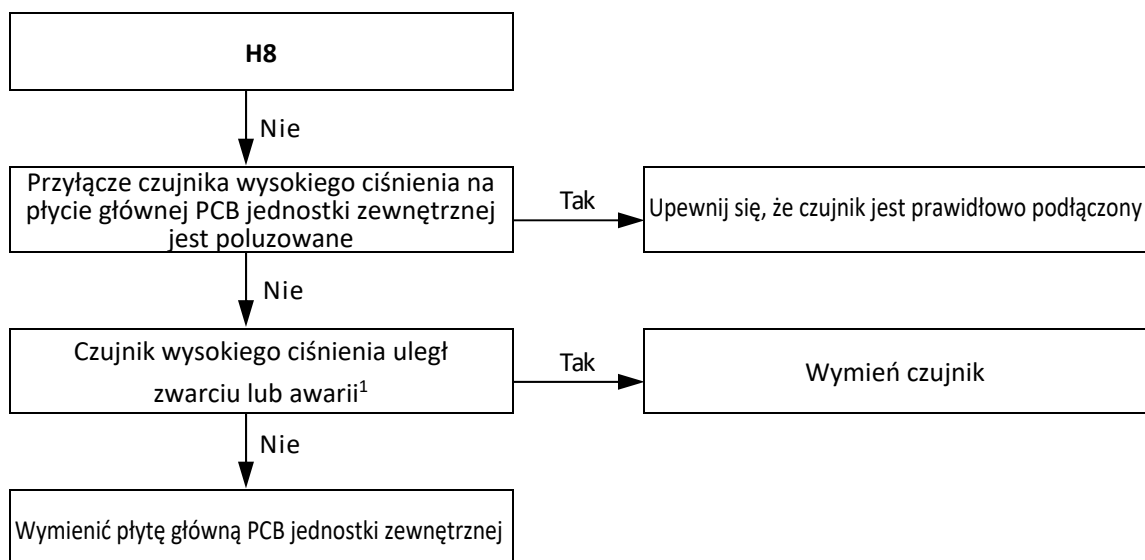 H8
Nie
Przyłącze czujnika wysokiego ciśnienia na
płycie głównej PCB jednostki zewnętrznej
jest poluzowane
Tak
Upewnij się, że czujnik jest prawidłowo podłączony
Nie
Czujnik wysokiego ciśnienia uległ
zwarciu lub awarii¹
Tak
Wymień czujnik
Nie
Wymienić płytę główną PCB jednostki zewnętrznej